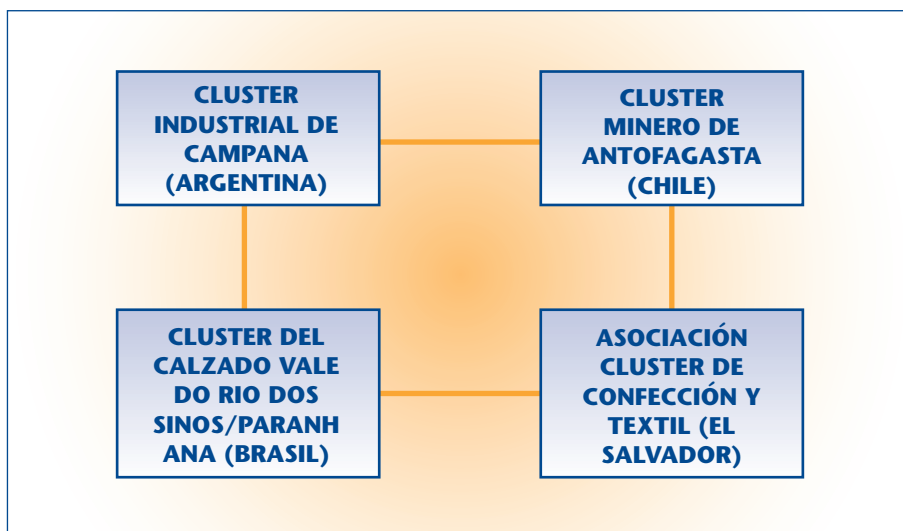 CLUSTER
INDUSTRIAL DE
CAMPANA
(ARGENTINA)
CLUSTER
MINERO DE
ANTOFAGASTA
(CHILE)
CLUSTER DEL
CALZADO VALE
DO RIO DOS
SINOS/PARANH
ANA (BRASIL)
ASOCIACIÓN
CLUSTER DE
CONFECCIÓN Y
TEXTIL (EL
SALVADOR)